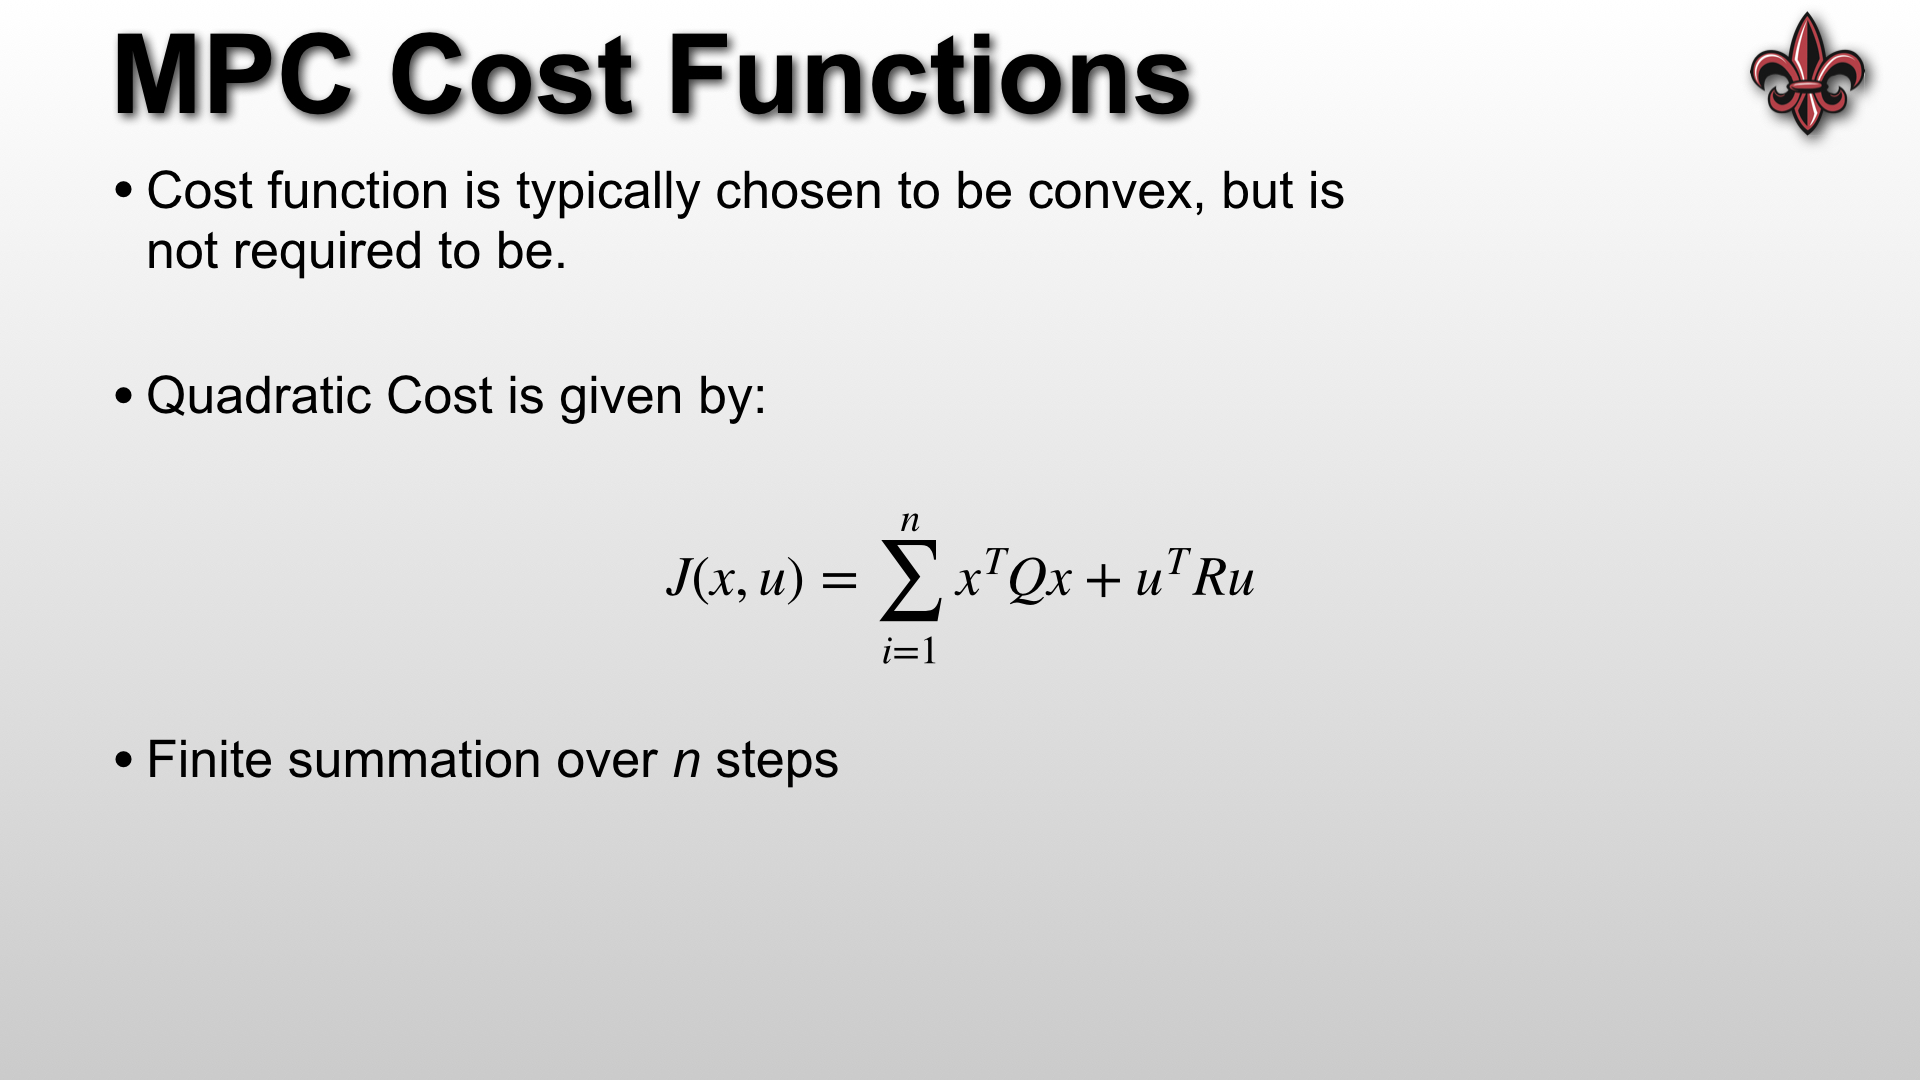 MPC Cost Functions
• Cost function is typically chosen to be convex, but is
not required to be.
• Quadratic Cost is given by:
$J(x, u) = \sum_{i=1}^{n} x^T Q x + u^T R u$
• Finite summation over n steps